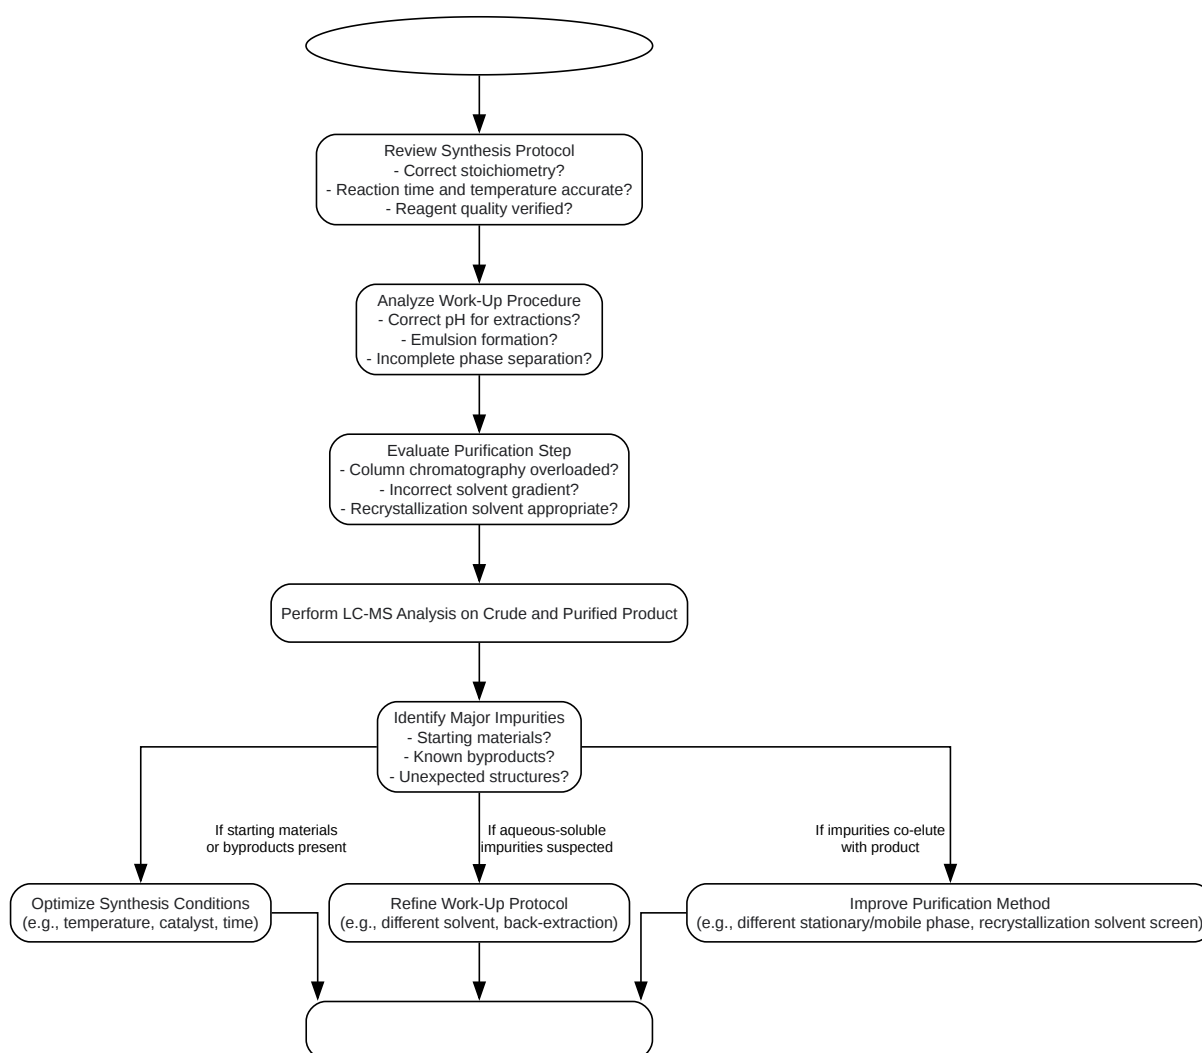 Review Synthesis Protocol
- Correct stoichiometry?
- Reaction time and temperature accurate?
- Reagent quality verified?
Analyze Work-Up Procedure
- Correct pH for extractions?
- Emulsion formation?
- Incomplete phase separation?
Evaluate Purification Step
- Column chromatography overloaded?
- Incorrect solvent gradient?
- Recrystallization solvent appropriate?
Perform LC-MS Analysis on Crude and Purified Product
Identify Major Impurities
- Starting materials?
- Known byproducts?
- Unexpected structures?
If starting materials
or byproducts present
If aqueous-soluble
impurities suspected
If impurities co-elute
with product
Optimize Synthesis Conditions
(e.g., temperature, catalyst, time)
Refine Work-Up Protocol
(e.g., different solvent, back-extraction)
Improve Purification Method
(e.g., different stationary/mobile phase, recrystallization solvent screen)